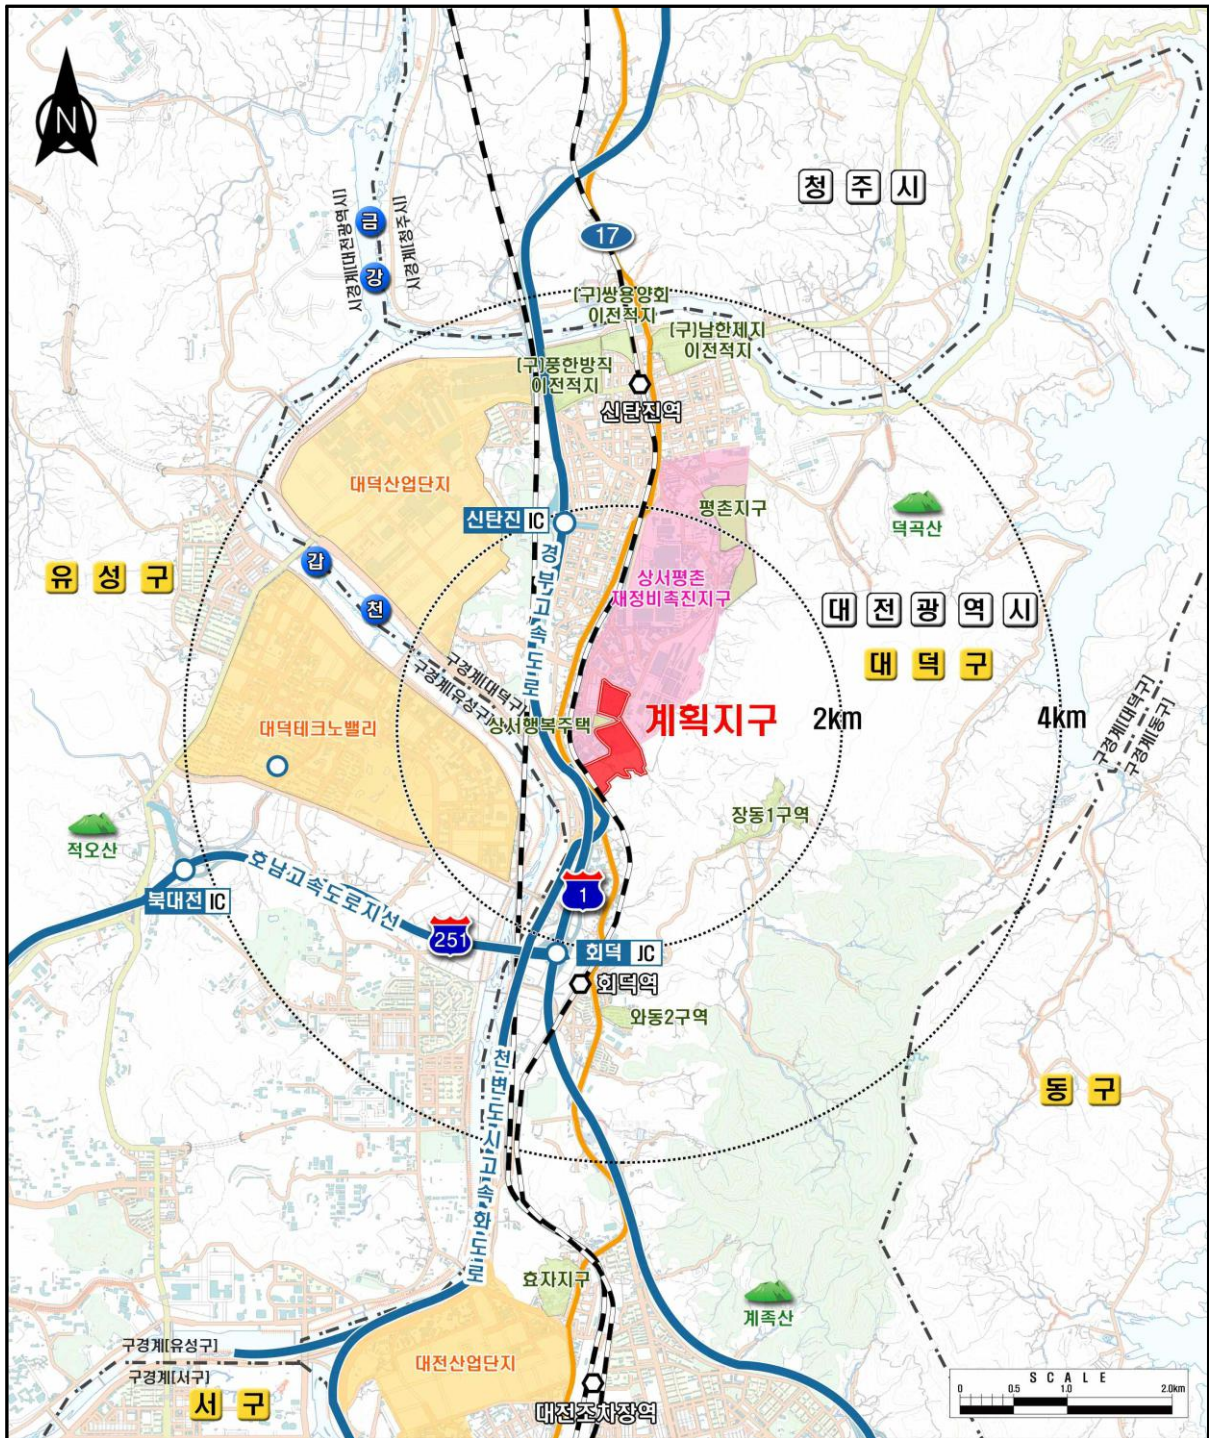 N
청주시
시경계[대전광역시]
금
강
시경계[청주시]
17
(구)쌍용양회
이전적지
(구)남한제지
이전적지
(구)풍한방직
이전적지
신탄진역
대덕산업단지
신탄진 IC
평촌지구
덕곡산
유성구
갑
천
경부고속도로
상서평촌
재정비촉진지구
대전광역시
대덕구
구경계[대덕구]
구경계[유성구]
상서행복주택
계획지구
2km
4km
대덕테크노밸리
구경계[대덕구]
구경계[동구]
장동1구역
적오산
북대전 IC
호남고속도로지선
251
1
회덕 JC
회덕역
와동2구역
천변도시고속화도로
동구
효자지구
계족산
구경계[유성구]
구경계[서구]
서구
대전산업단지
대전조차장역
SCALE
0 0.5 1.0 2.0km